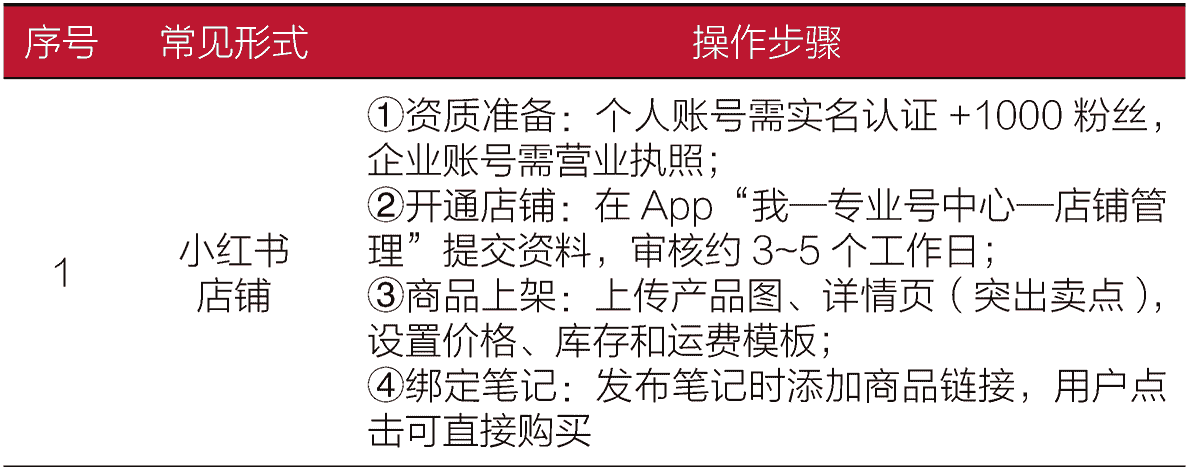 序号 常见形式 操作步骤
1
小红书
店铺
①资质准备：个人账号需实名认证 +1000 粉丝，
企业账号需营业执照；
②开通店铺：在 App“我—专业号中心—店铺管
理”提交资料，审核约 3~5 个工作日；
③商品上架：上传产品图、详情页（突出卖点），
设置价格、库存和运费模板；
④绑定笔记：发布笔记时添加商品链接，用户点
击可直接购买